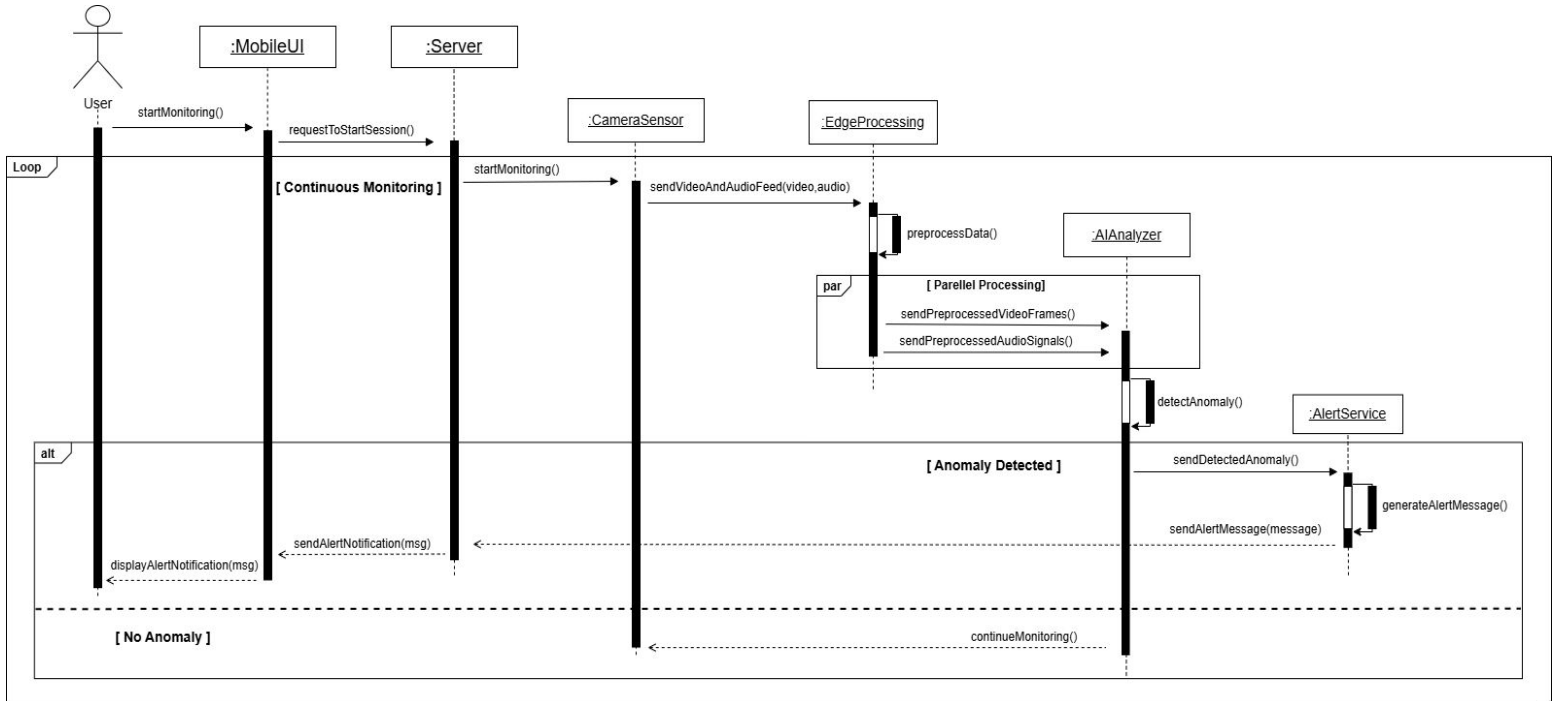 :MobileUI
:Server
User
startMonitoring()
:CameraSensor
:EdgeProcessing
requestToStartSession()
Loop
[ Continuous Monitoring ]
startMonitoring()
sendVideoAndAudioFeed(video,audio)
preprocessData()
:AIAnalyzer
par
[ Parellel Processing]
sendPreprocessedVideoFrames()
sendPreprocessedAudioSignals()
detectAnomaly()
:AlertService
alt
[ Anomaly Detected ]
sendDetectedAnomaly()
generateAlertMessage()
sendAlertMessage(message)
sendAlertNotification(msg)
displayAlertNotification(msg)
[ No Anomaly ]
continueMonitoring()